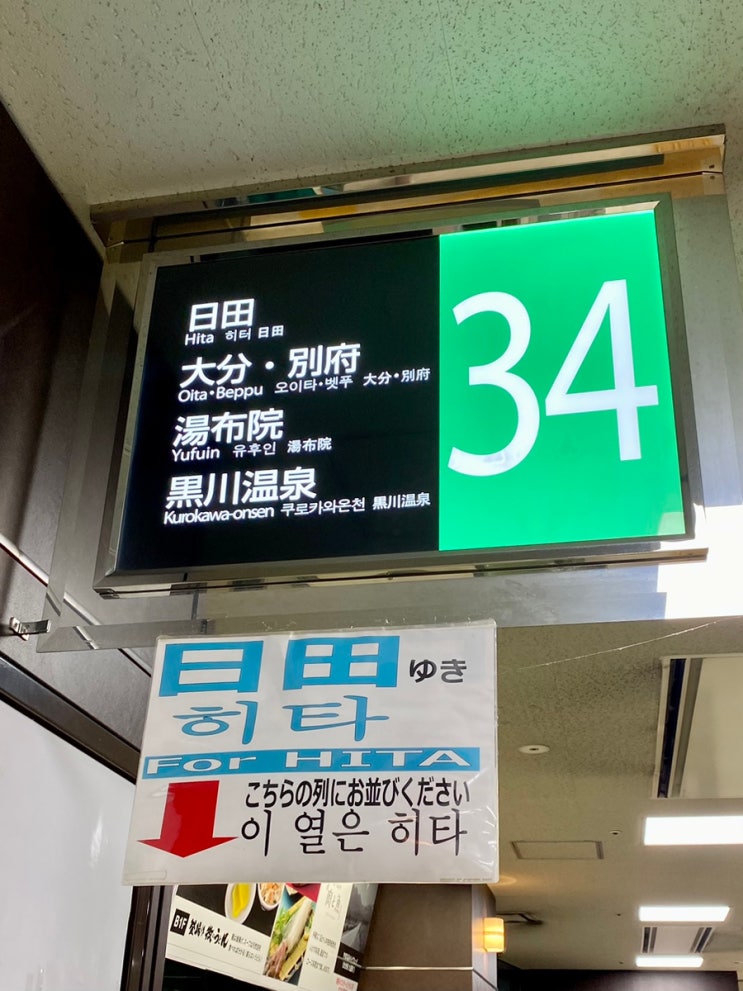 日田
Hita 히터 日田
大分・別府
Oita・Beppu 오이타・벳푸 大分・別府
湯布院
Yufuin 유후인 湯布院
黒川温泉
Kurokawa-onsen 쿠로카와온천 黒川温泉
34
日田ゆき
히타
For HITA
こちらの列にお並びください
이 열은 히타
B1F